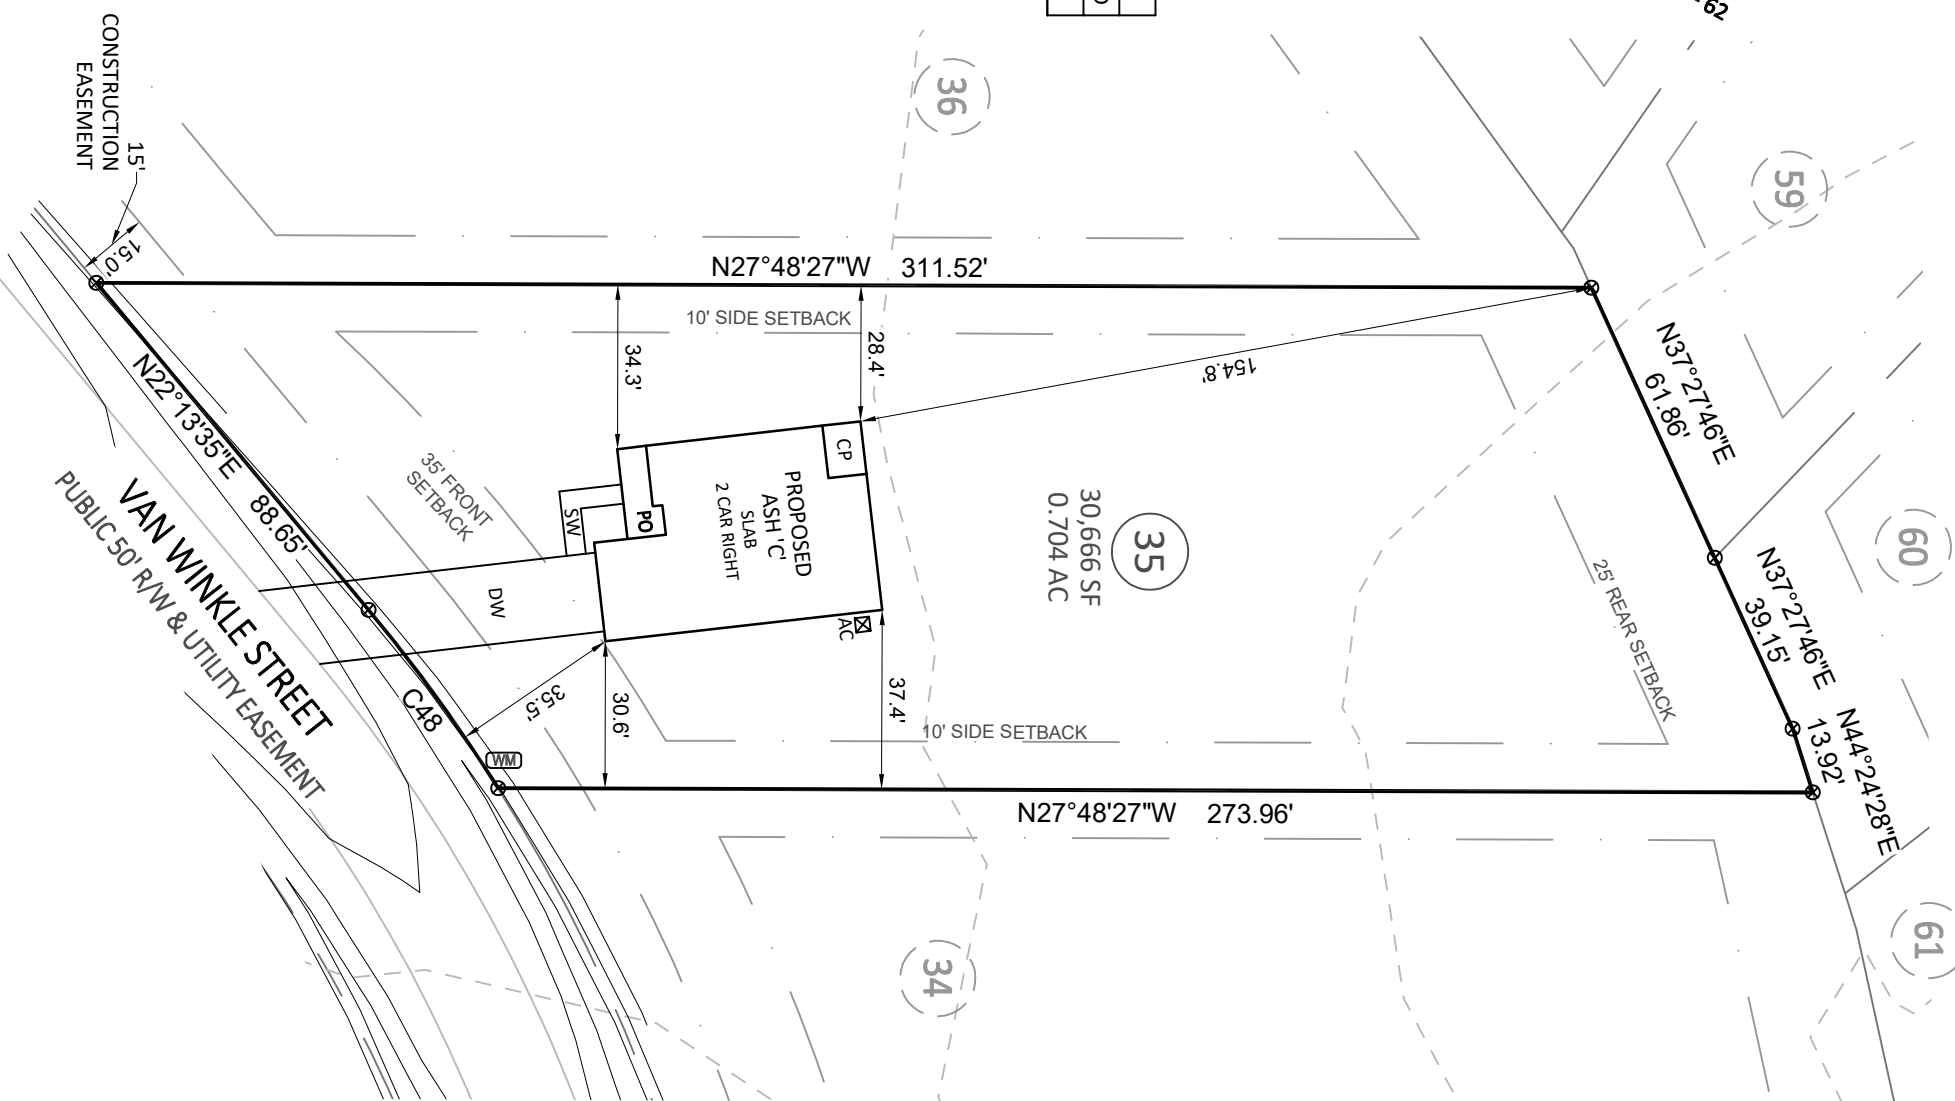 62
36
59
CONSTRUCTION
EASEMENT
15'
15.0'
N27°48'27"W 311.52'
10' SIDE SETBACK
34.3'
28.4'
154.8'
N37°27'46"E
61.86'
N22°13'35"E 88.65'
35' FRONT
SETBACK
CP
PROPOSED
ASH 'C'
SLAB
2 CAR RIGHT
PO
SW
DW
AC
35
30,666 SF
0.704 AC
60
N37°27'46"E
39.15'
25' REAR SETBACK
VAN WINKLE STREET
PUBLIC 50' R/W & UTILITY EASEMENT
C48
35.5'
30.6'
37.4'
10' SIDE SETBACK
WM
N44°24'28"E
13.92'
N27°48'27"W 273.96'
34
61